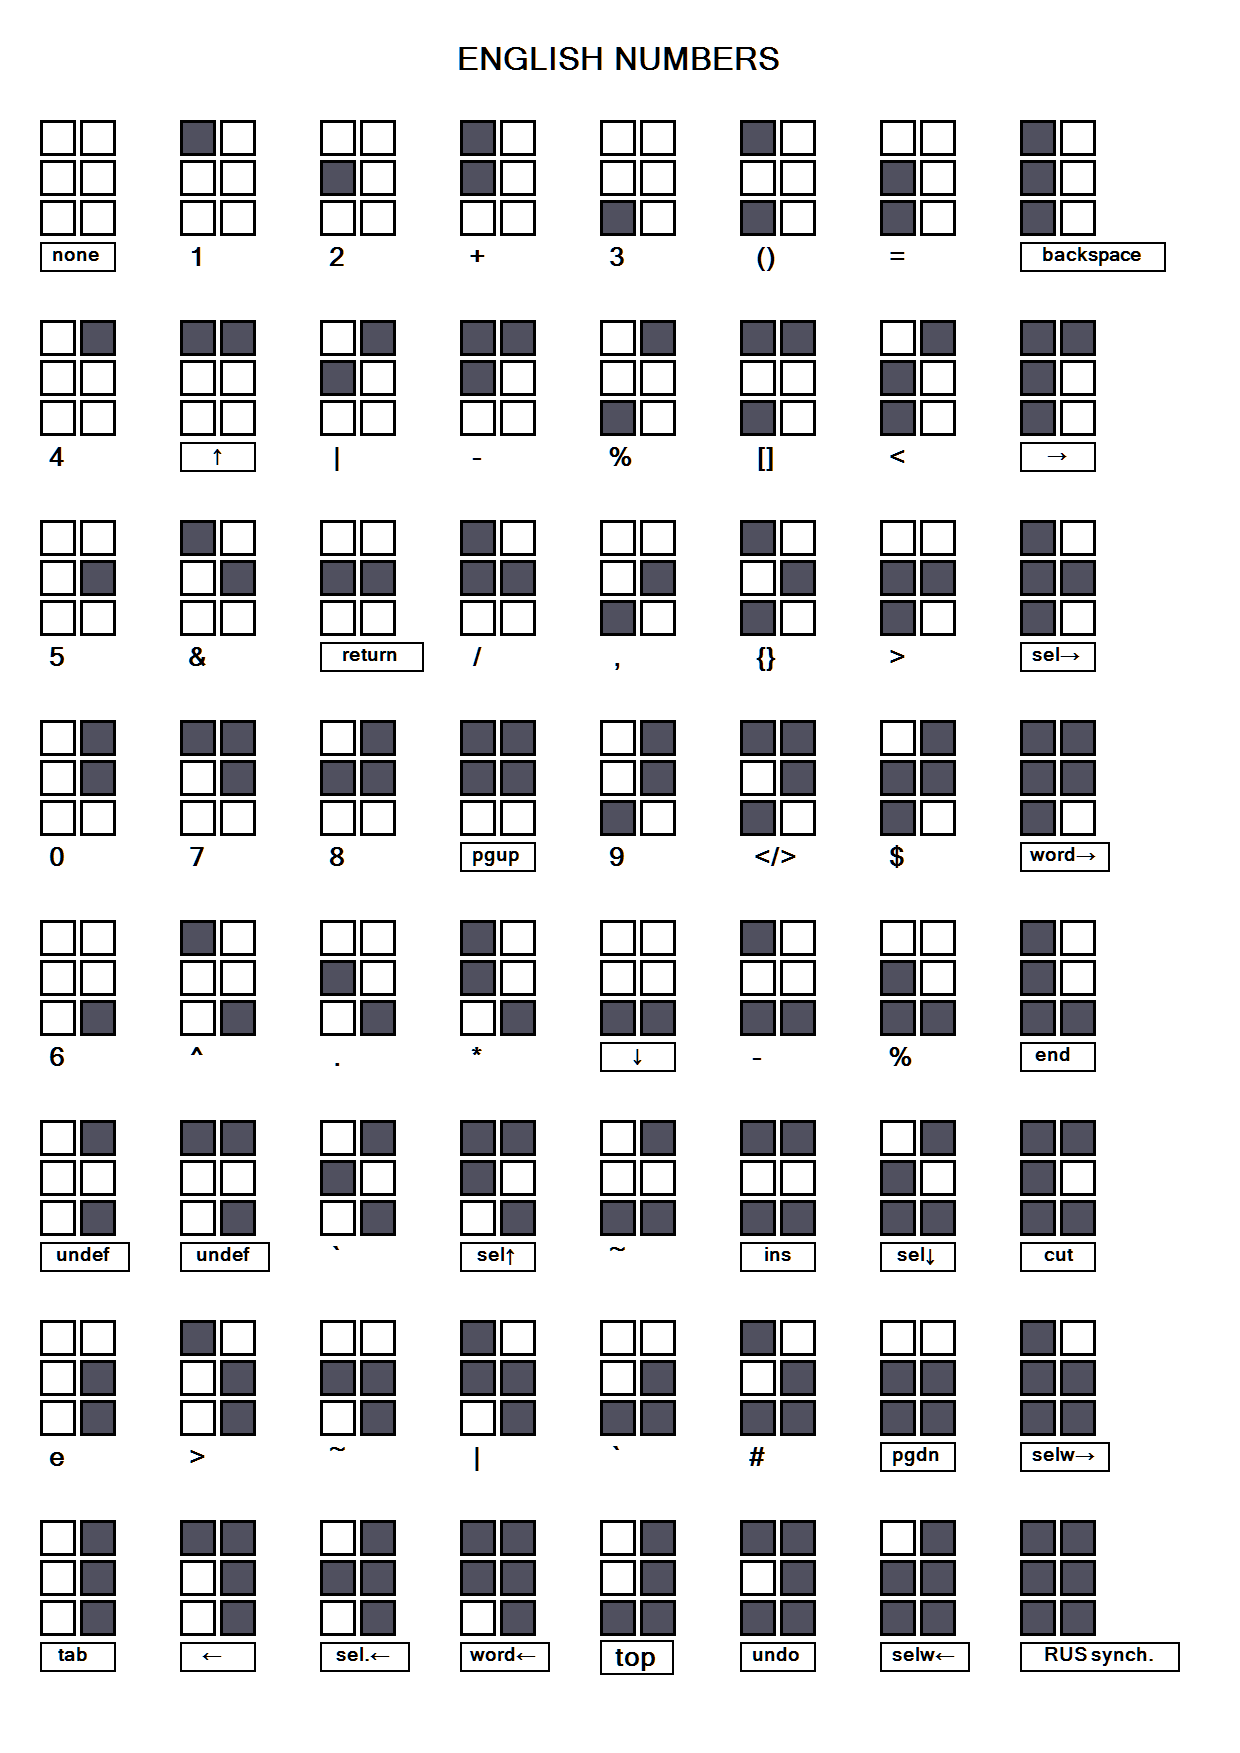 ENGLISH NUMBERS
none 1 2 + 3 () = backspace
4 ↑ | - % [] < →
5 & return / , {} > sel→
0 7 8 pgup 9 </> $ word→
6 ^ . * ↓ - % end
undef undef ` sel↑ ~ ins sel↓ cut
e > ~ | ` # pgdn selw→
tab ← sel.← word← top undo selw← RUS synch.